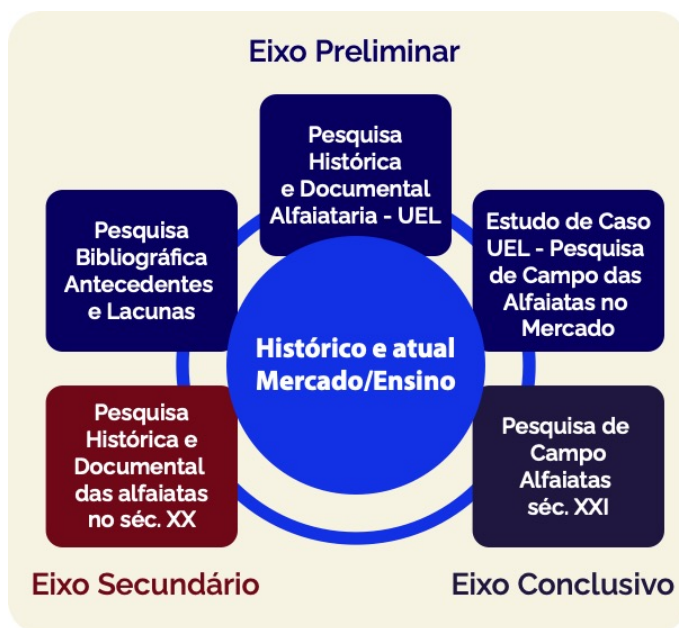 Eixo Preliminar
Pesquisa
Histórica
e Documental
Alfaiataria - UEL
Pesquisa
Bibliográfica
Antecedentes
e Lacunas
Estudo de Caso
UEL - Pesquisa
de Campo das
Alfaiatas no
Mercado
Histórico e atual
Mercado/Ensino
Pesquisa
Histórica e
Documental
das alfaiatas
no séc. XX
Pesquisa de
Campo
Alfaiatas
séc. XXI
Eixo Secundário
Eixo Conclusivo